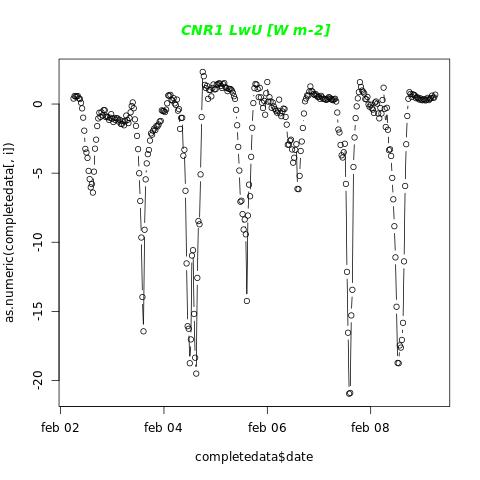 CNR1 LwU [W m-2]
as.numeric(completedata[, i])
0
-5
-10
-15
-20
feb 02 feb 04 feb 06 feb 08
completedata$date